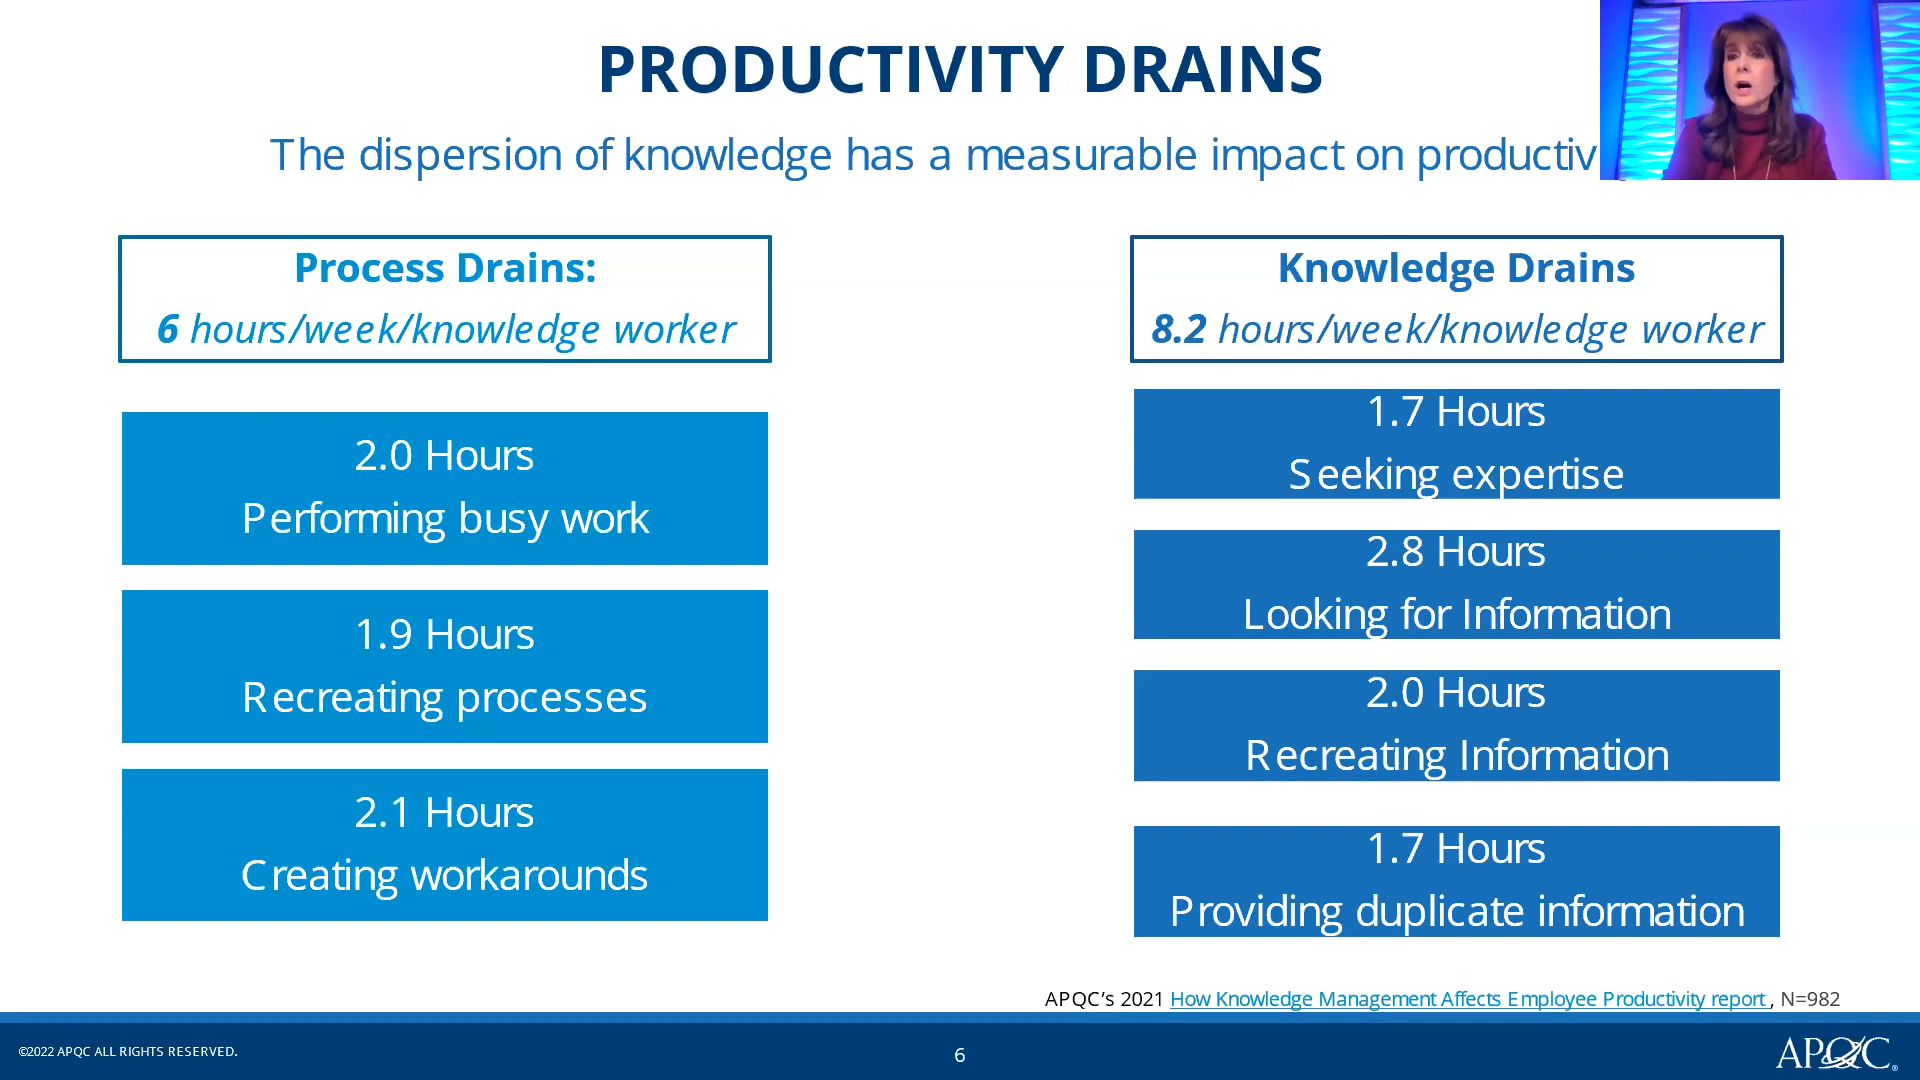 PRODUCTIVITY DRAINS
The dispersion of knowledge has a measurable impact on productiv
Process Drains:
6 hours/week/knowledge worker
2.0 Hours
Performing busy work
1.9 Hours
Recreating processes
2.1 Hours
Creating workarounds
Knowledge Drains
8.2 hours/week/knowledge worker
1.7 Hours
Seeking expertise
2.8 Hours
Looking for Information
2.0 Hours
Recreating Information
1.7 Hours
Providing duplicate information
APQC’s 2021 How Knowledge Management Affects Employee Productivity report , N=982
©2022 APQC ALL RIGHTS RESERVED.
6
APQC®